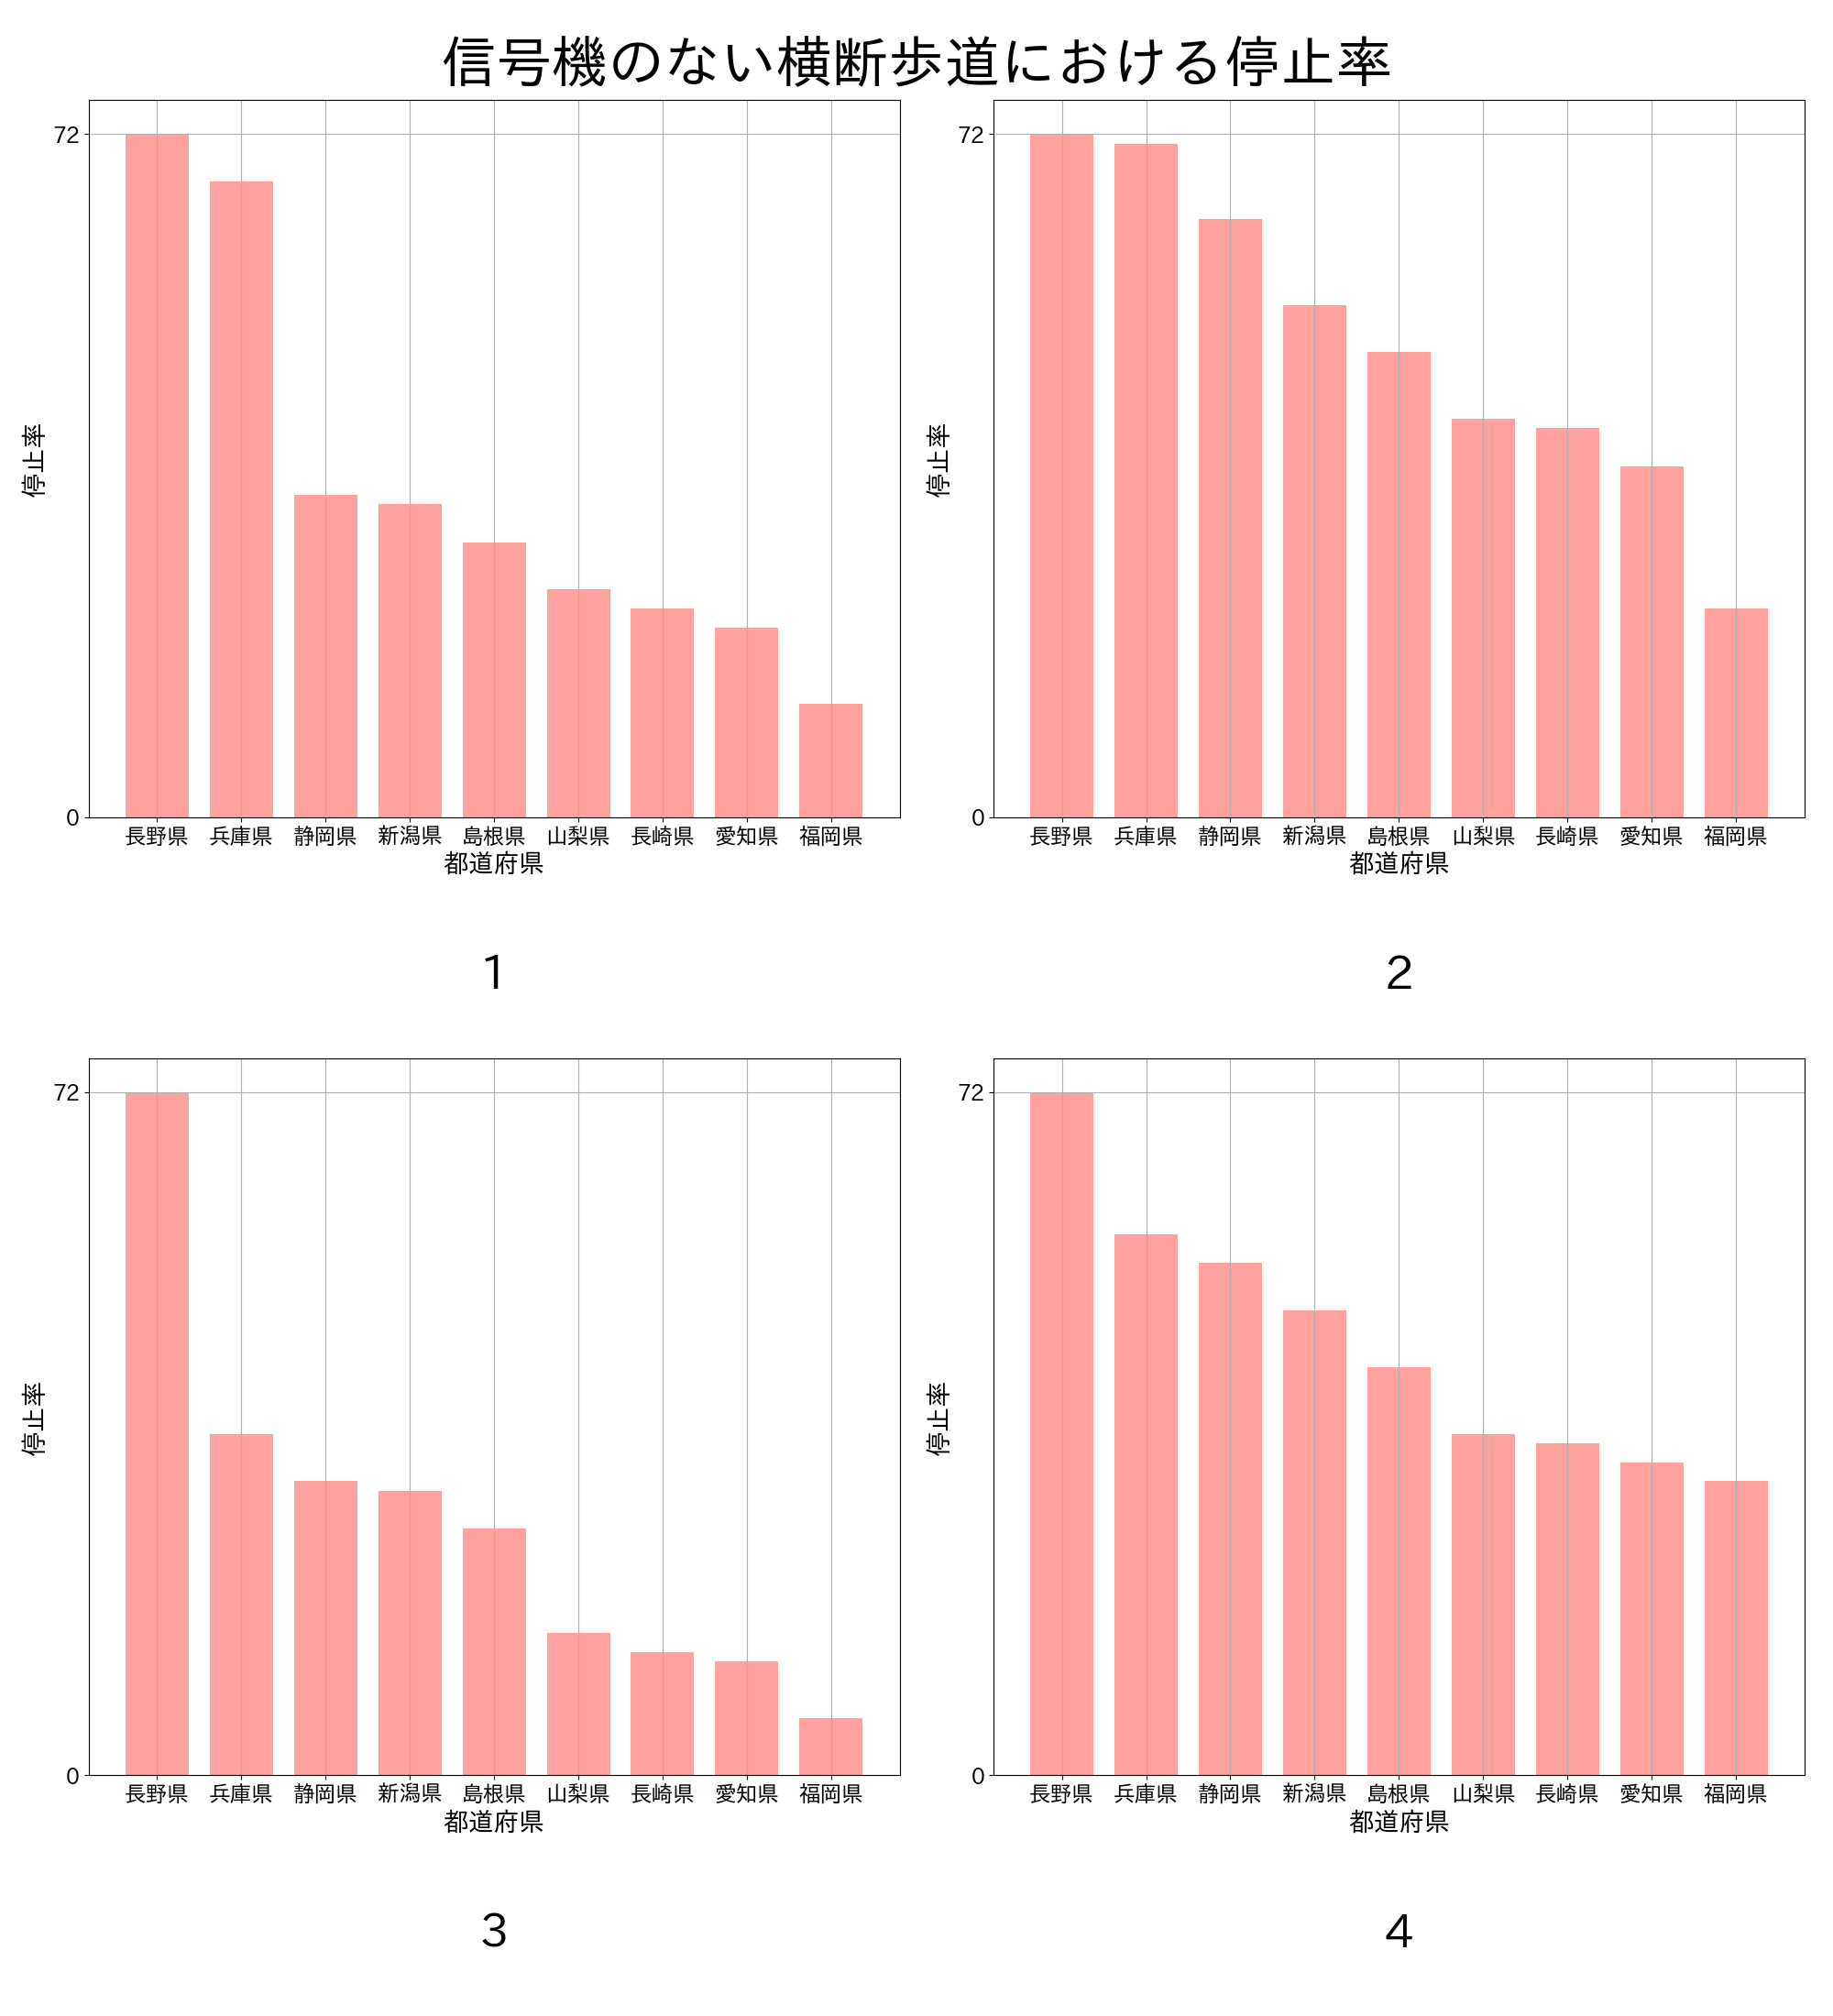 信号機のない横断歩道における停止率
72
0
停止率
長野県 兵庫県 静岡県 新潟県 島根県 山梨県 長崎県 愛知県 福岡県
都道府県
1
72
0
停止率
長野県 兵庫県 静岡県 新潟県 島根県 山梨県 長崎県 愛知県 福岡県
都道府県
2
72
0
停止率
長野県 兵庫県 静岡県 新潟県 島根県 山梨県 長崎県 愛知県 福岡県
都道府県
3
72
0
停止率
長野県 兵庫県 静岡県 新潟県 島根県 山梨県 長崎県 愛知県 福岡県
都道府県
4